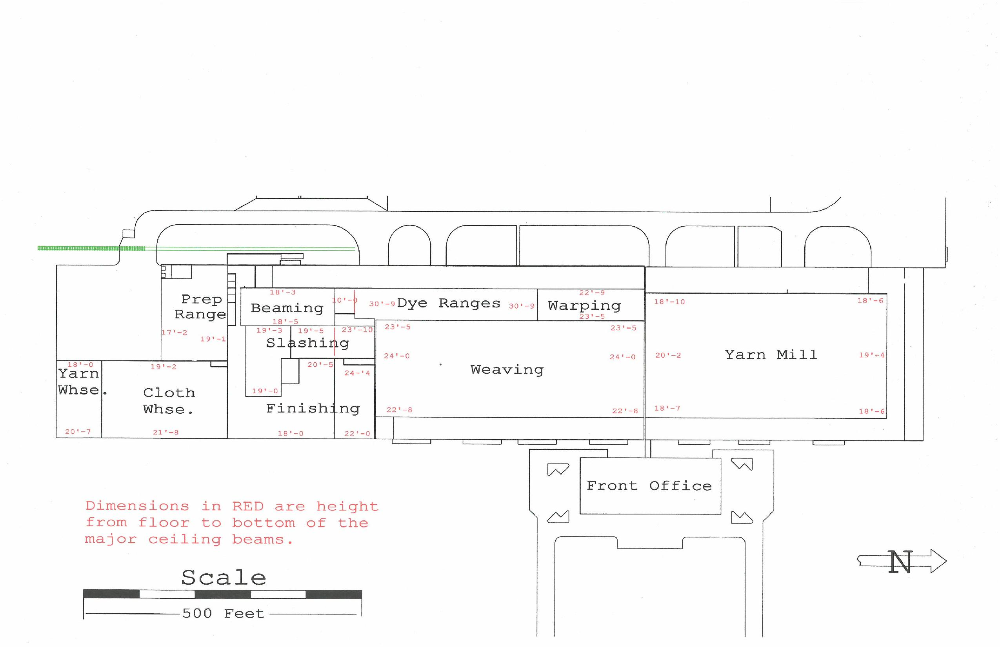 18'-3
Beaming
18'-5
10'-0
30'-9
Dye Ranges
30'-9
22'-9
Warping
23'-5
18'-10
18'-6
Prep
Range
17'-2
19'-1
19'-3
19'-5
23'-10
Slashing
23'-5
23'-5
24'-0
24'-0
Weaving
22'-8
22'-8
20'-2
Yarn Mill
19'-4
18'-7
18'-6
18'-0
Yarn
Whse.
20'-7
19'-2
Cloth
Whse.
21'-8
20'-5
24-'4
19'-0
Finishing
18'-0
22'-0
Front Office
Dimensions in RED are height
from floor to bottom of the
major ceiling beams.
Scale
500 Feet
N